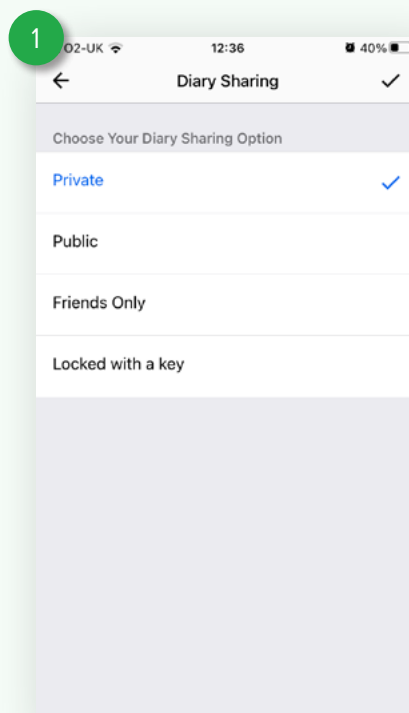 1
O2-UK 12:36 40%
Diary Sharing
Choose Your Diary Sharing Option
Private
Public
Friends Only
Locked with a key